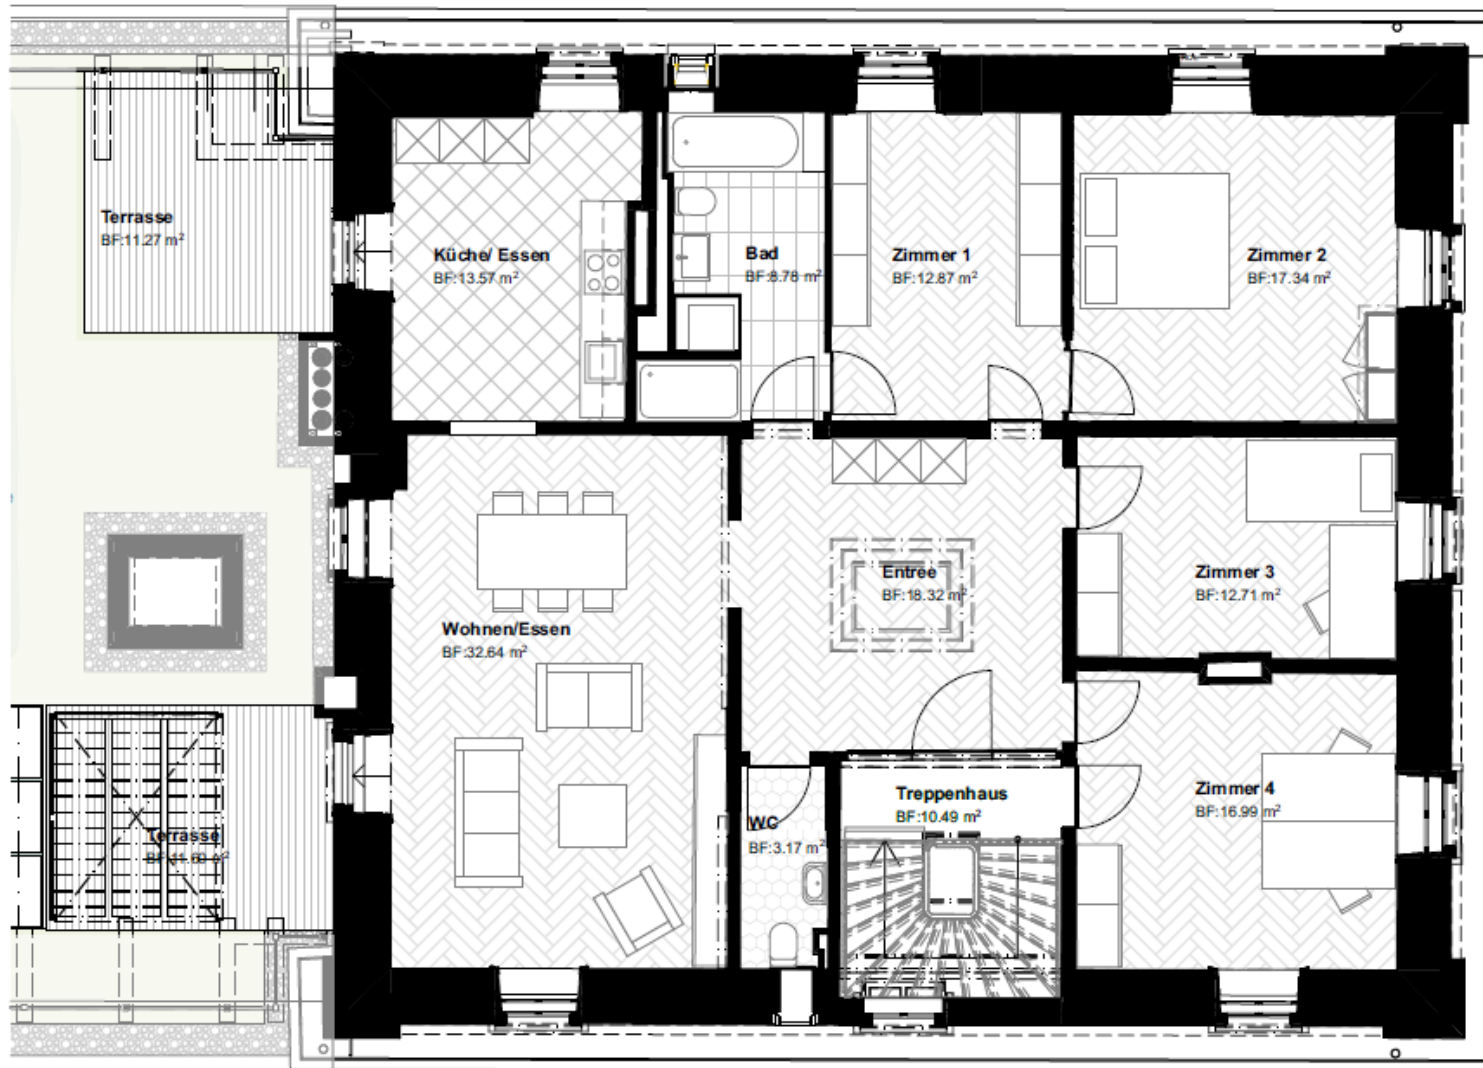 Terrasse
BF:11.27 m²
Küche/ Essen
BF:13.57 m²
Bad
BF:8.78 m²
Zimmer 1
BF:12.87 m²
Zimmer 2
BF:17.34 m²
Wohnen/Essen
BF:32.64 m²
Entrée
BF:18.32 m²
Zimmer 3
BF:12.71 m²
Terrasse
WC
BF:3.17 m²
Treppenhaus
BF:10.49 m²
Zimmer 4
BF:16.99 m²